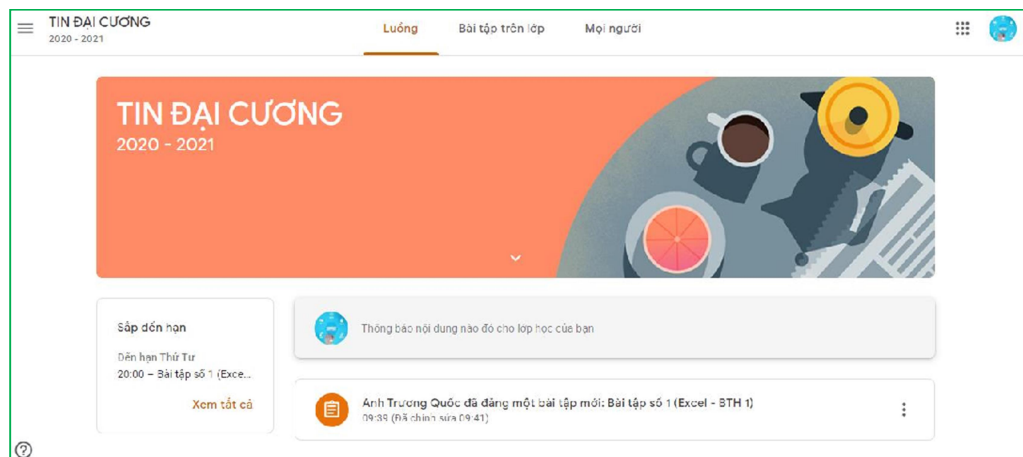 TIN ĐẠI CƯƠNG
2020 - 2021
Luồng
Bài tập trên lớp
Mọi người
TIN ĐẠI CƯƠNG
2020 - 2021
Sắp đến hạn
Đến hạn Thứ Tư
20:00 – Bài tập số 1 (Exce...
Xem tất cả
Thông báo nội dung nào đó cho lớp học của bạn
Anh Trương Quốc đã đăng một bài tập mới: Bài tập số 1 (Excel - BTH 1)
09:39 (Đã chỉnh sửa 09:41)